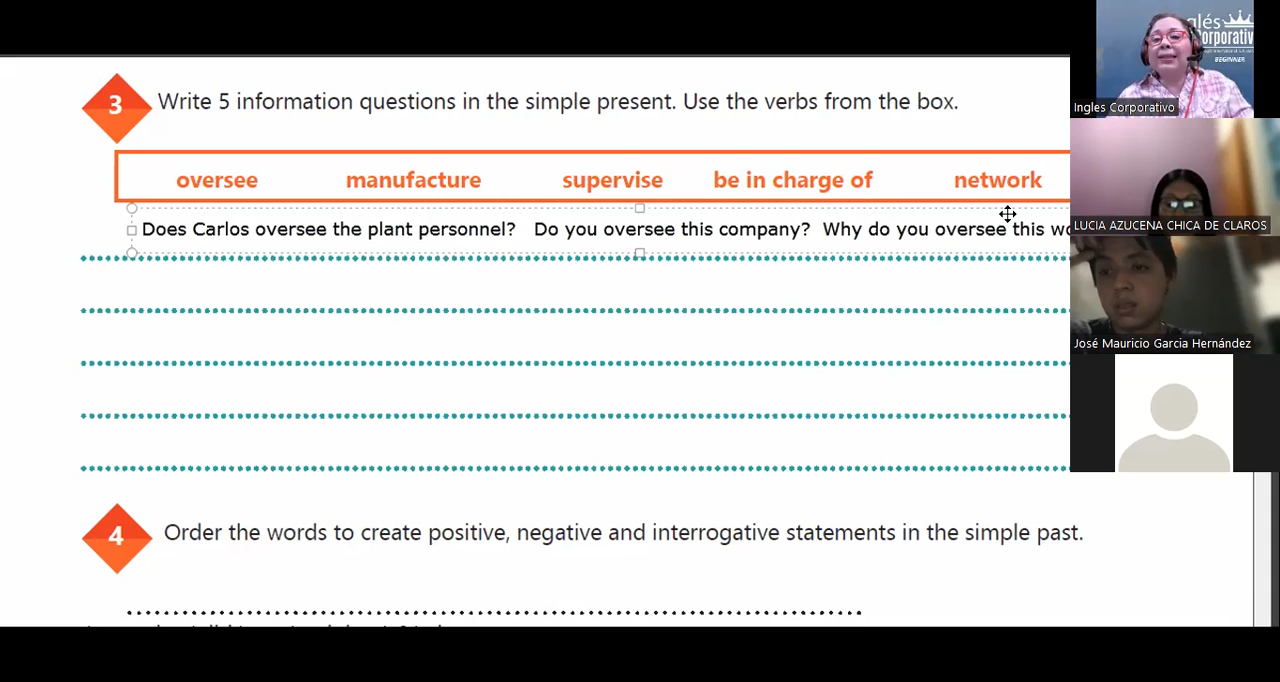 3 Write 5 information questions in the simple present. Use the verbs from the box.
oversee manufacture supervise be in charge of network
Does Carlos oversee the plant personnel? Do you oversee this company? Why do you oversee this
4 Order the words to create positive, negative and interrogative statements in the simple past.
BEGINNER
Ingles Corporativo
LUCIA AZUCENA CHICA DE CLAROS
José Mauricio Garcia Hernández